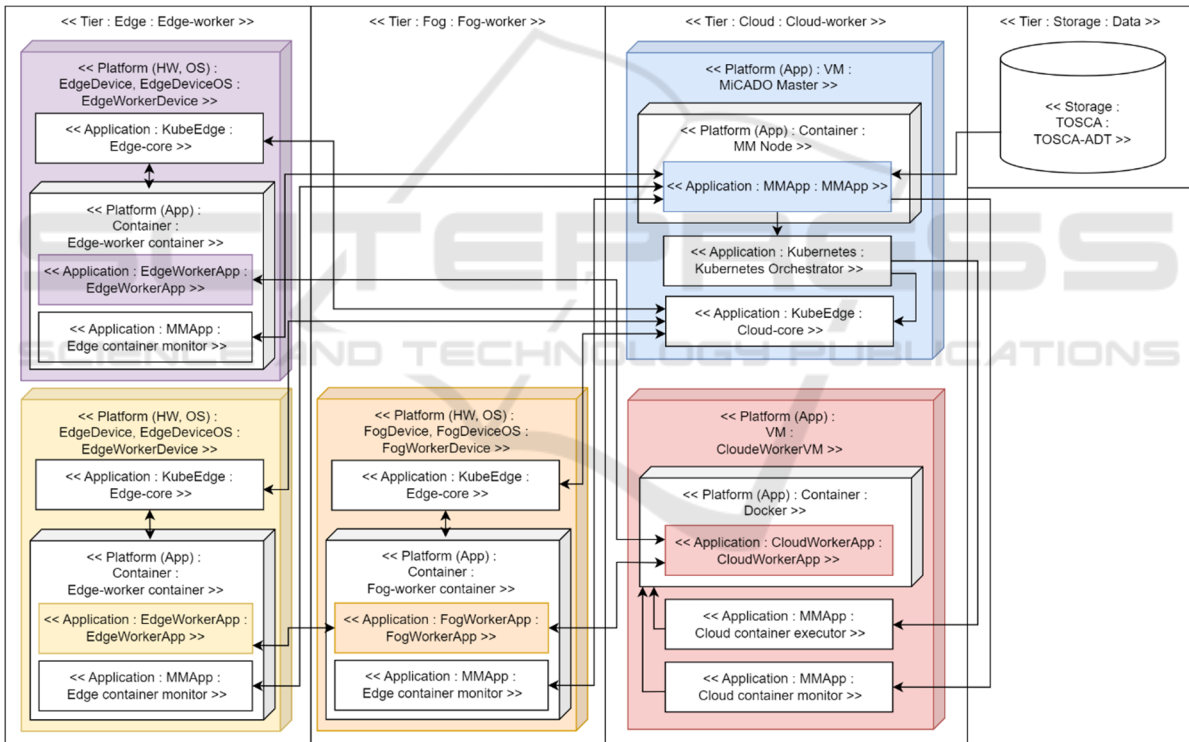 << Tier : Edge : Edge-worker >>
<< Platform (HW, OS) :
EdgeDevice, EdgeDeviceOS :
EdgeWorkerDevice >>
<< Application : KubeEdge :
Edge-core >>
<< Platform (App) :
Container :
Edge-worker container >>
<< Application : EdgeWorkerApp :
EdgeWorkerApp >>
<< Application : MMApp :
Edge container monitor >>
<< Platform (HW, OS) :
EdgeDevice, EdgeDeviceOS :
EdgeWorkerDevice >>
<< Application : KubeEdge :
Edge-core >>
<< Platform (App) :
Container :
Edge-worker container >>
<< Application : EdgeWorkerApp :
EdgeWorkerApp >>
<< Application : MMApp :
Edge container monitor >>
<< Tier : Fog : Fog-worker >>
<< Platform (HW, OS) :
FogDevice, FogDeviceOS :
FogWorkerDevice >>
<< Application : KubeEdge :
Edge-core >>
<< Platform (App) :
Container :
Fog-worker container >>
<< Application : FogWorkerApp :
FogWorkerApp >>
<< Application : MMApp :
Edge container monitor >>
<< Tier : Cloud : Cloud-worker >>
<< Platform (App) : VM :
MiCADO Master >>
<< Platform (App) : Container :
MM Node >>
<< Application : MMApp : MMApp >>
<< Application : Kubernetes :
Kubernetes Orchestrator >>
<< Application : KubeEdge :
Cloud-core >>
<< Platform (App) :
VM :
CloudeWorkerVM >>
<< Platform (App) : Container :
Docker >>
<< Application : CloudWorkerApp :
CloudWorkerApp >>
<< Application : MMApp :
Cloud container executor >>
<< Application : MMApp :
Cloud container monitor >>
<< Tier : Storage : Data >>
<< Storage :
TOSCA :
TOSCA-ADT >>
SCITEPRESS
SCIENCE AND TECHNOLOGY PUBLICATIONS